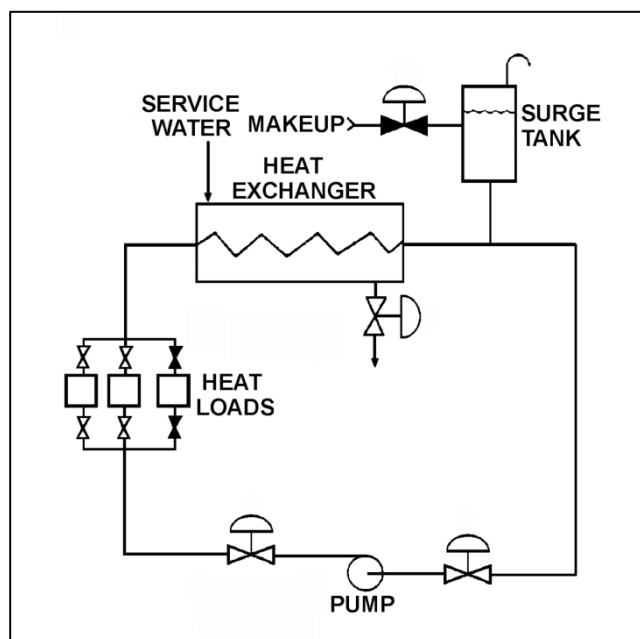 SERVICE
WATER
MAKEUP
SURGE
TANK
HEAT
EXCHANGER
HEAT
LOADS
PUMP